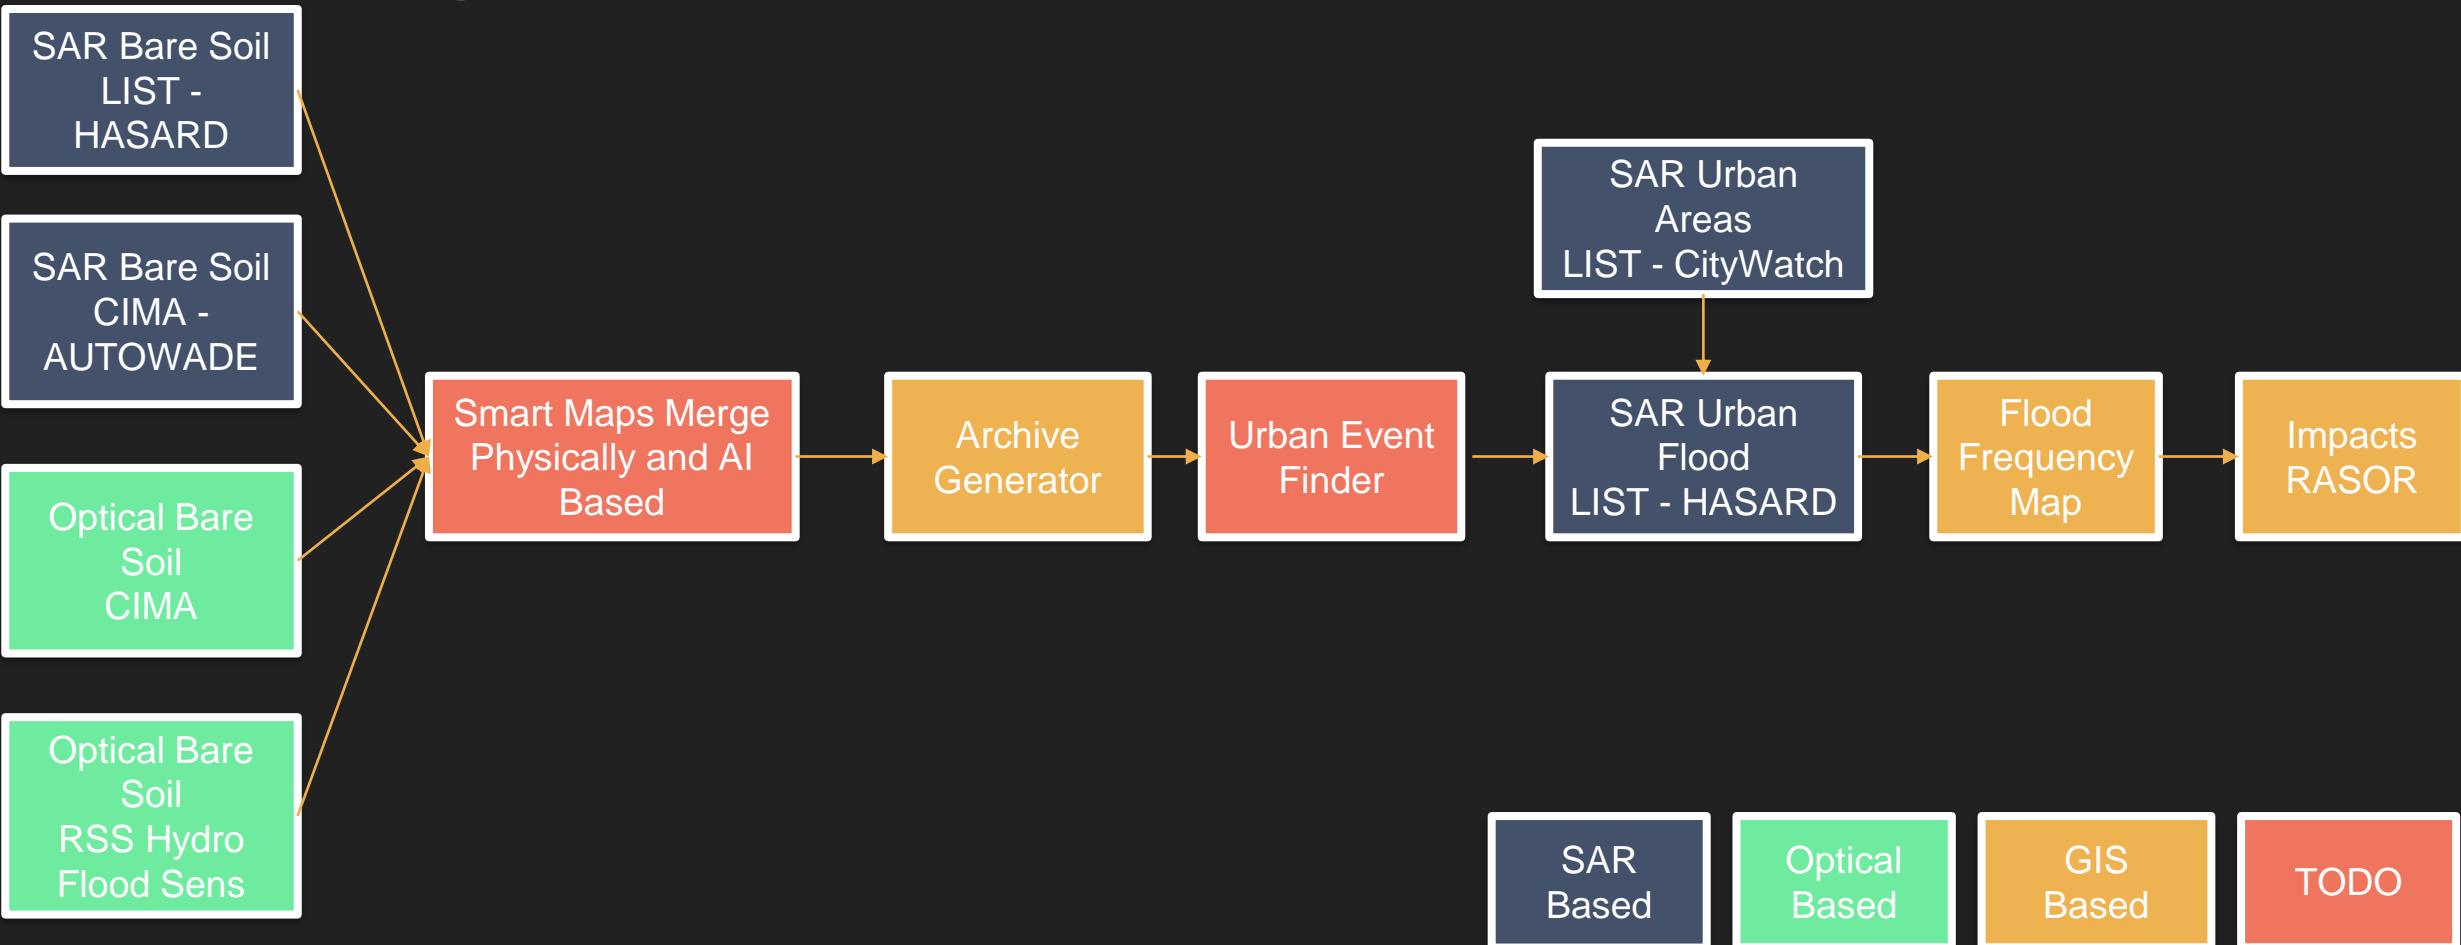 SAR Bare Soil
LIST -
HASARD
SAR Bare Soil
CIMA -
AUTOWADE
Optical Bare
Soil
CIMA
Optical Bare
Soil
RSS Hydro
Flood Sens
Smart Maps Merge
Physically and AI
Based
Archive
Generator
Urban Event
Finder
SAR Urban
Areas
LIST - CityWatch
SAR Urban
Flood
LIST - HASARD
Flood
Frequency
Map
Impacts
RASOR
SAR
Based
Optical
Based
GIS
Based
TODO